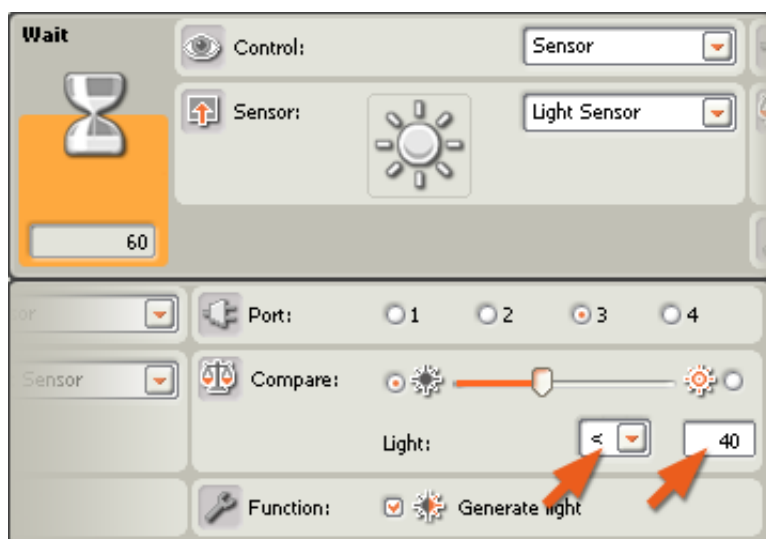 Wait
Control:
Sensor
Sensor:
Light Sensor
60
or
Port:
1
2
3
4
Sensor
Compare:
Light:
<
40
Function:
Generate light